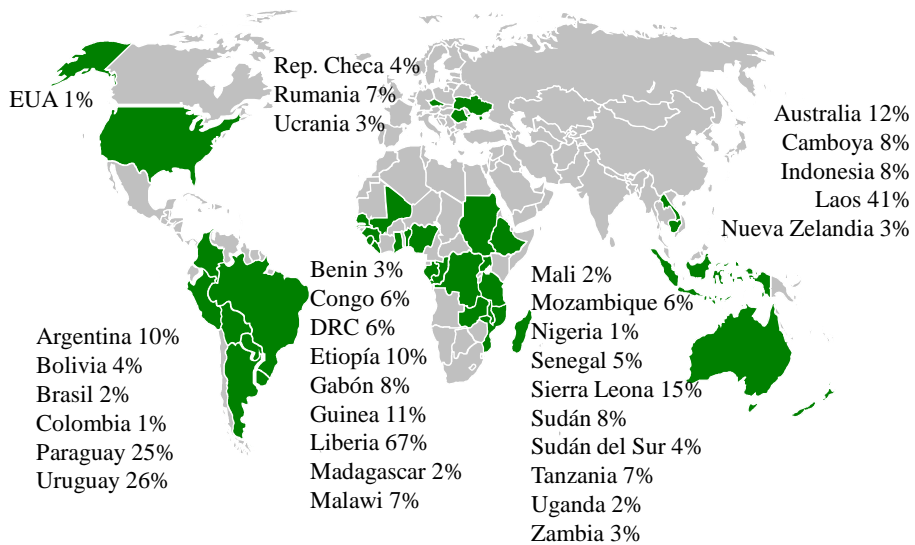 EUA 1%
Rep. Checa 4%
Rumania 7%
Ucrania 3%
Australia 12%
Camboya 8%
Indonesia 8%
Laos 41%
Nueva Zelandia 3%
Argentina 10%
Bolivia 4%
Brasil 2%
Colombia 1%
Paraguay 25%
Uruguay 26%
Benin 3%
Congo 6%
DRC 6%
Etiopía 10%
Gabón 8%
Guinea 11%
Liberia 67%
Madagascar 2%
Malawi 7%
Mali 2%
Mozambique 6%
Nigeria 1%
Senegal 5%
Sierra Leona 15%
Sudán 8%
Sudán del Sur 4%
Tanzania 7%
Uganda 2%
Zambia 3%